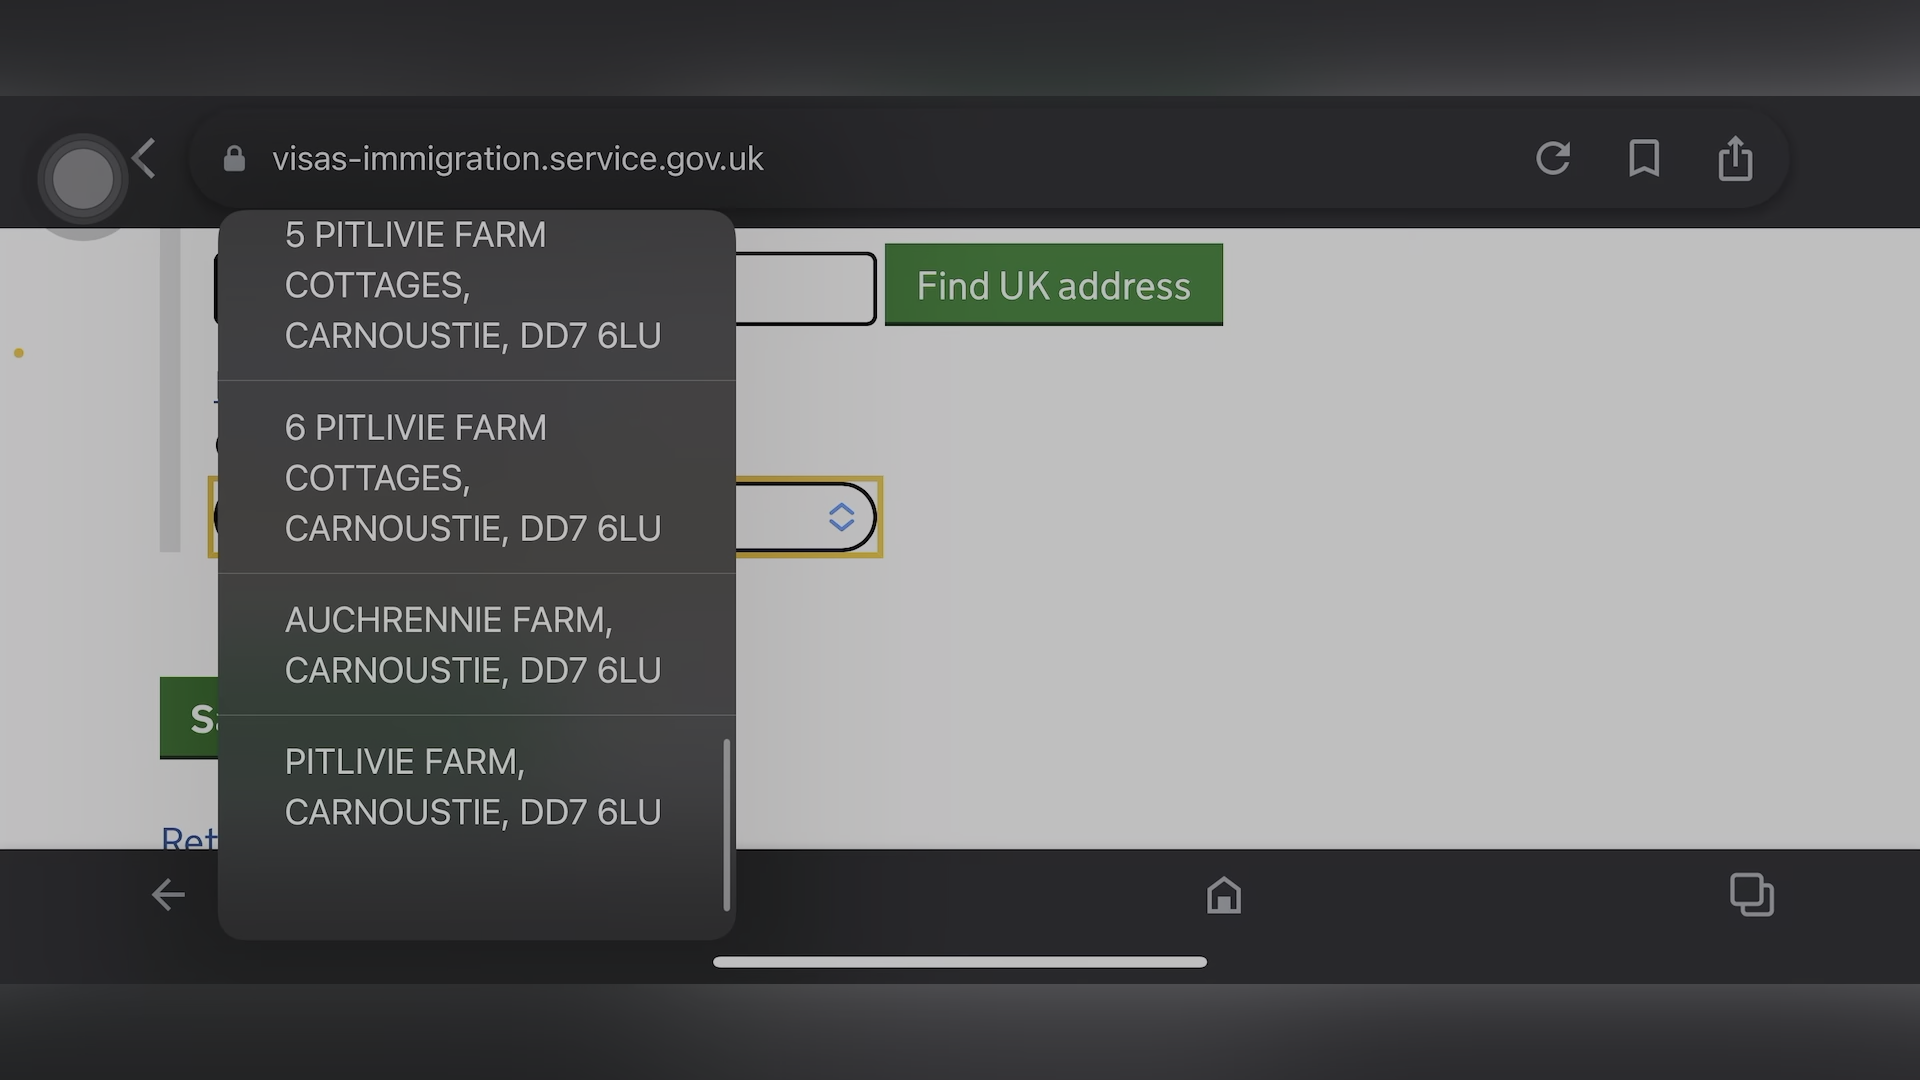 visas-immigration.service.gov.uk
5 PITLIVIE FARM
COTTAGES,
CARNOUSTIE, DD7 6LU
Find UK address
6 PITLIVIE FARM
COTTAGES,
CARNOUSTIE, DD7 6LU
AUCHRENNIE FARM,
CARNOUSTIE, DD7 6LU
PITLIVIE FARM,
CARNOUSTIE, DD7 6LU